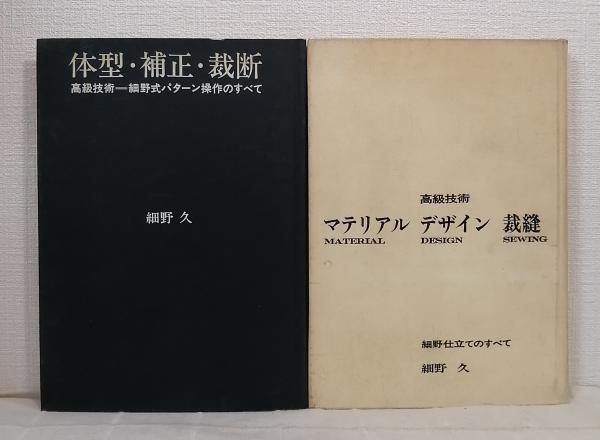 体型・補正・裁断
高級技術＝細野式パターン操作のすべて
細野 久
高級技術
マテリアル デザイン 裁縫
MATERIAL DESIGN SEWING
細野仕立てのすべて
細野 久